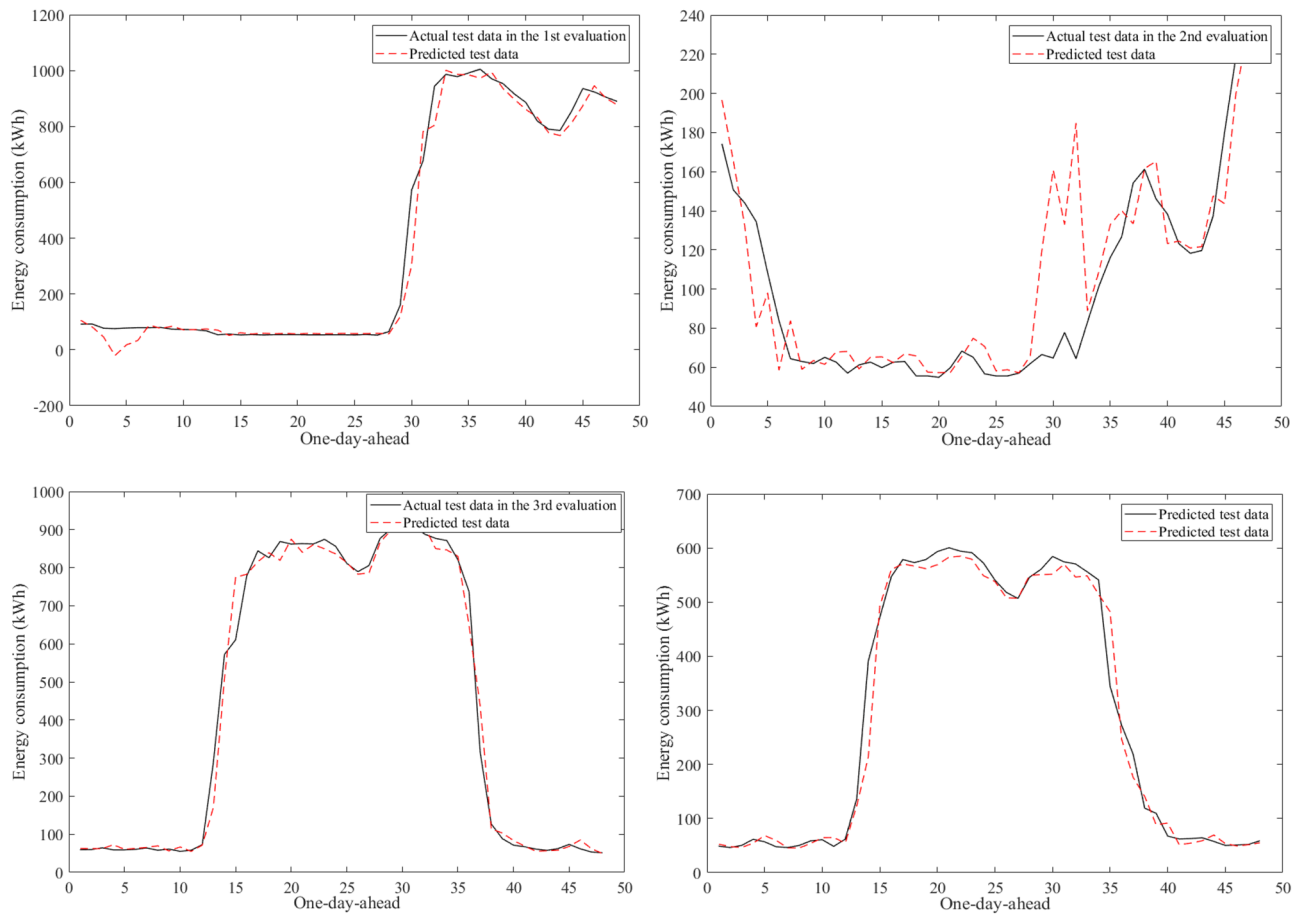 Actual test data in the 1st evaluation
Predicted test data
1200
1000
800
600
400
200
0
-200
0 5 10 15 20 25 30 35 40 45 50
Energy consumption (kWh)
One-day-ahead
Actual test data in the 2nd evaluation
Predicted test data
240
220
200
180
160
140
120
100
80
60
40
0 5 10 15 20 25 30 35 40 45 50
Energy consumption (kWh)
One-day-ahead
Actual test data in the 3rd evaluation
Predicted test data
1000
900
800
700
600
500
400
300
200
100
0
0 5 10 15 20 25 30 35 40 45 50
Energy consumption (kWh)
One-day-ahead
Predicted test data
Predicted test data
700
600
500
400
300
200
100
0
0 5 10 15 20 25 30 35 40 45 50
Energy consumption (kWh)
One-day-ahead